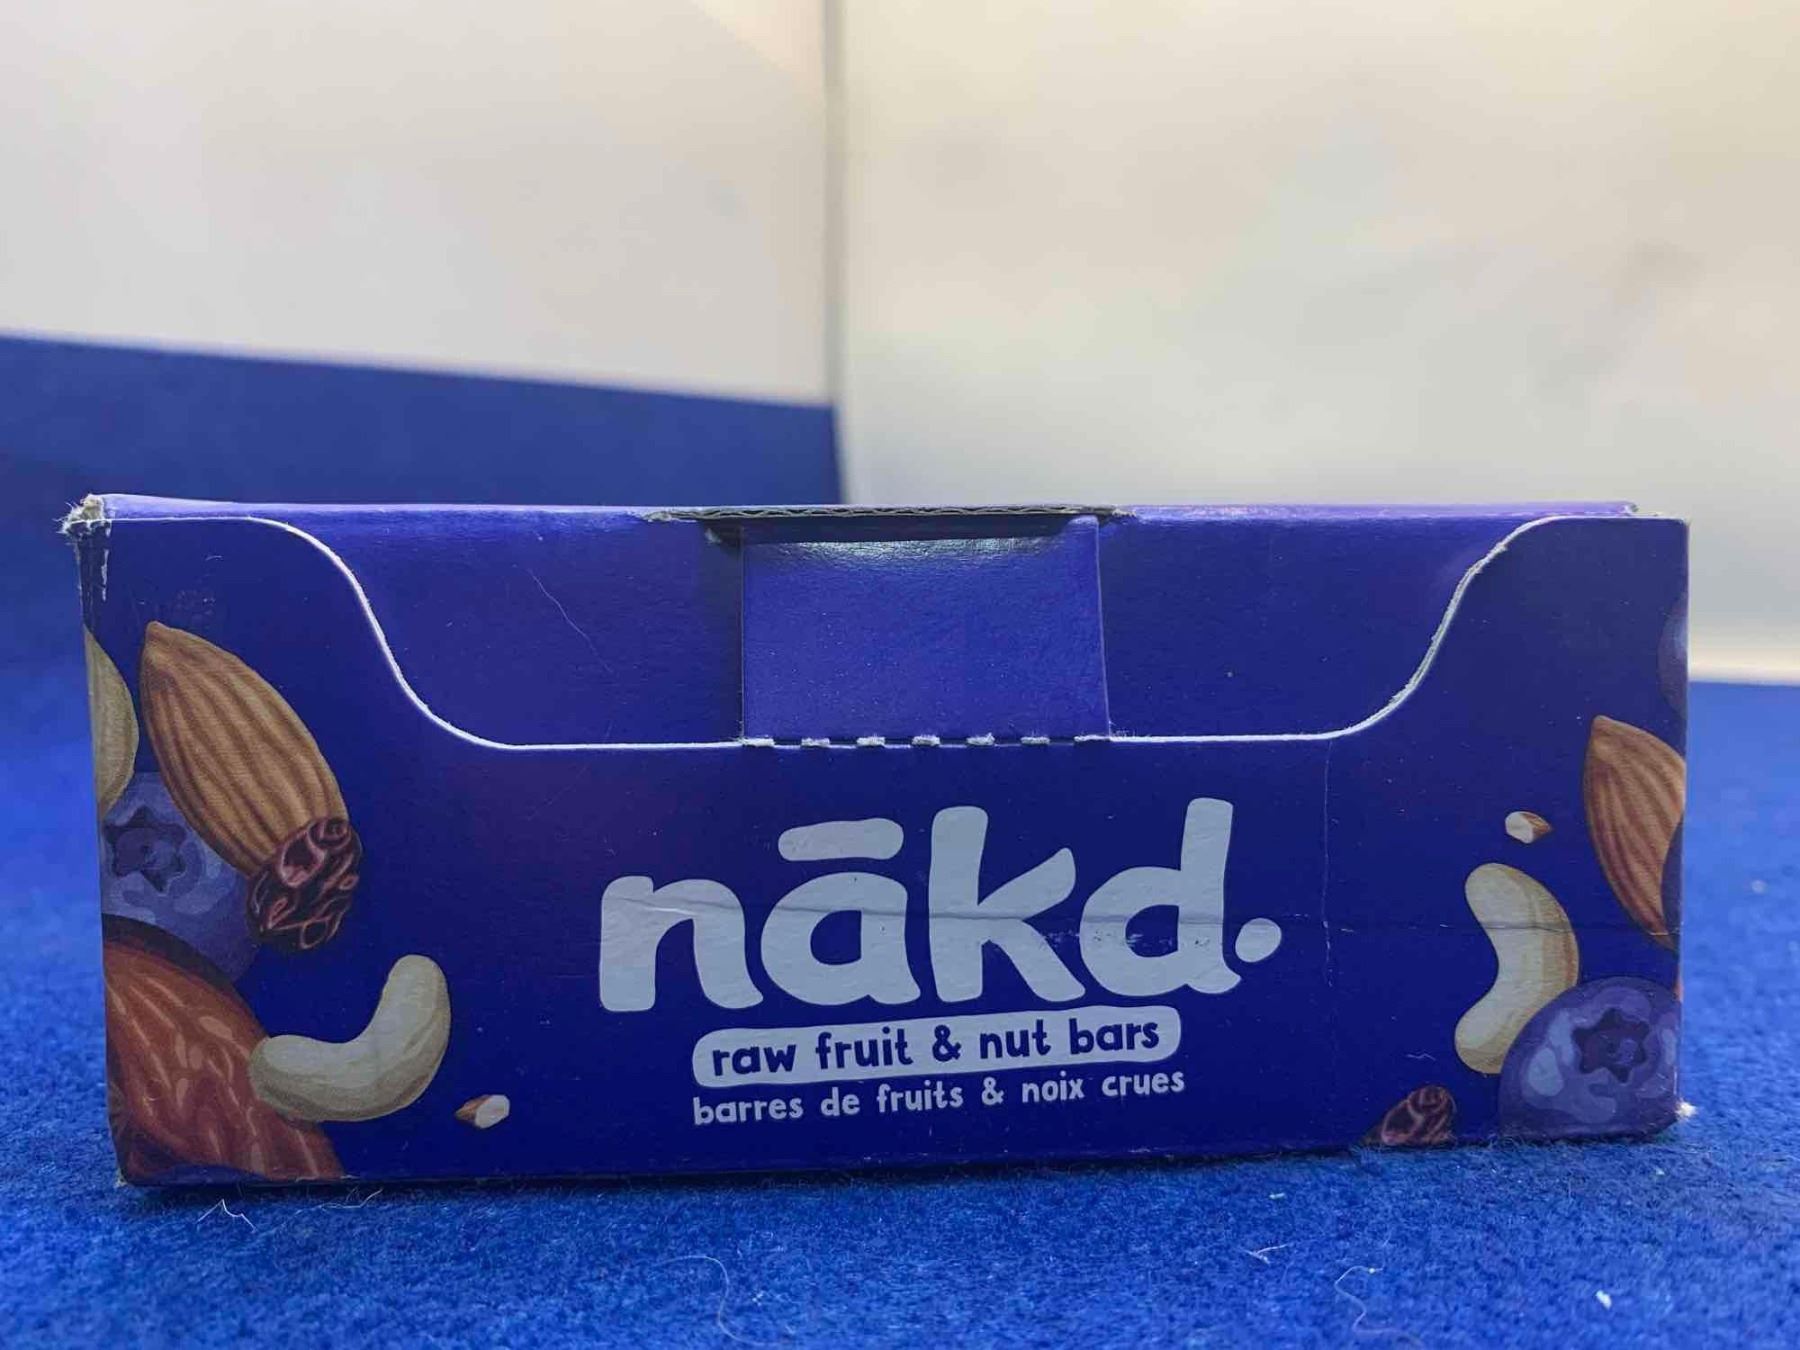 nākd.
raw fruit & nut bars
barres de fruits & noix crues